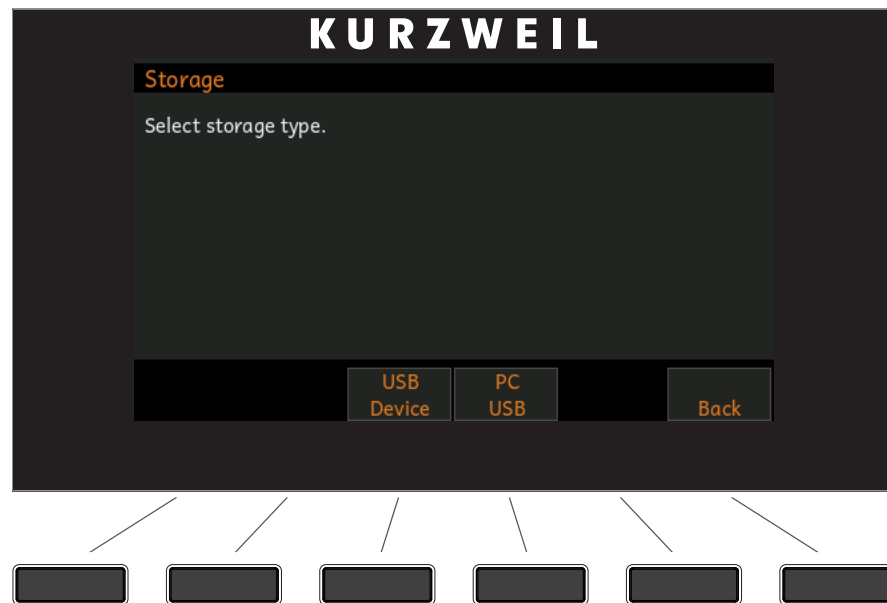 KURZWEIL
Storage
Select storage type.
USB PC
Device USB Back